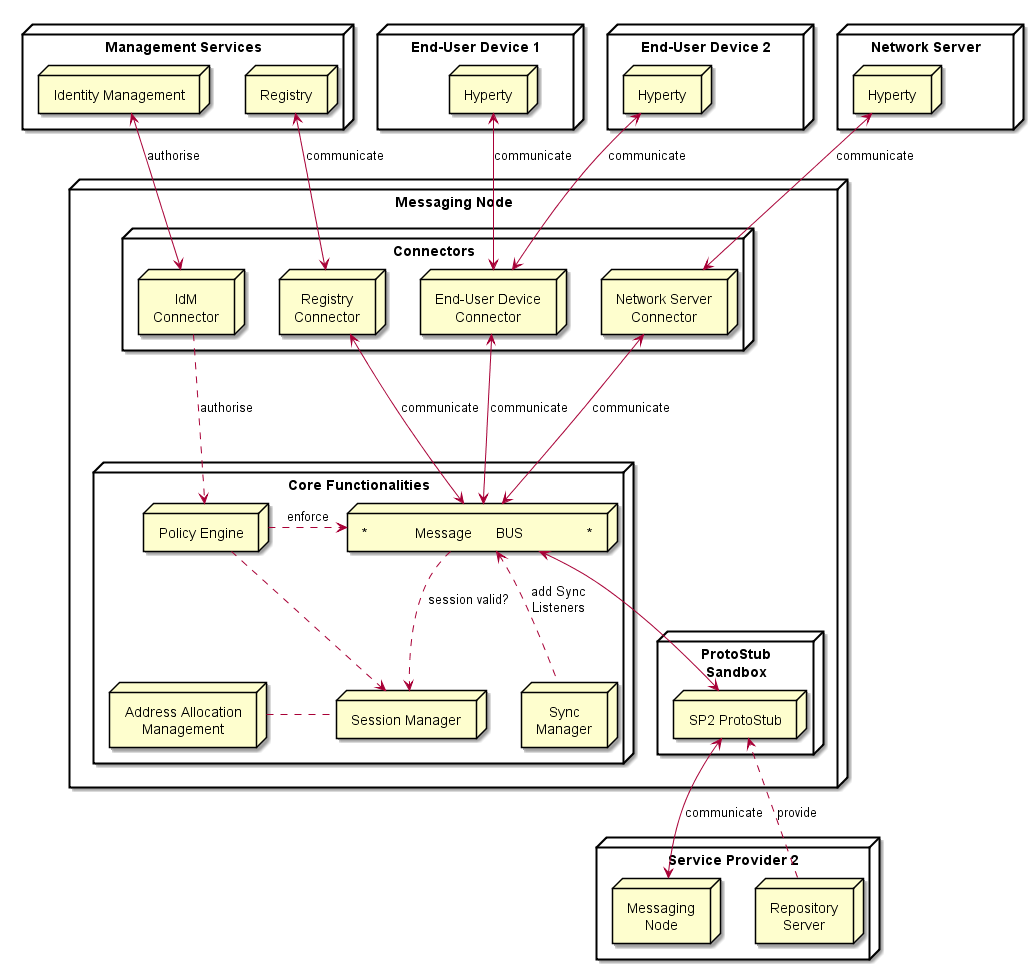 Management Services
End-User Device 1
End-User Device 2
Network Server
Identity Management
Registry
Hyperty
Hyperty
Hyperty
authorise
communicate
communicate
communicate
communicate
Messaging Node
Connectors
IdM
Connector
Registry
Connector
End-User Device
Connector
Network Server
Connector
authorise
communicate
communicate
communicate
Core Functionalities
Policy Engine
enforce
* Message BUS *
session valid?
add Sync
Listeners
ProtoStub
Sandbox
Address Allocation
Management
Session Manager
Sync
Manager
SP2 ProtoStub
communicate
provide
Service Provider 2
Messaging
Node
Repository
Server